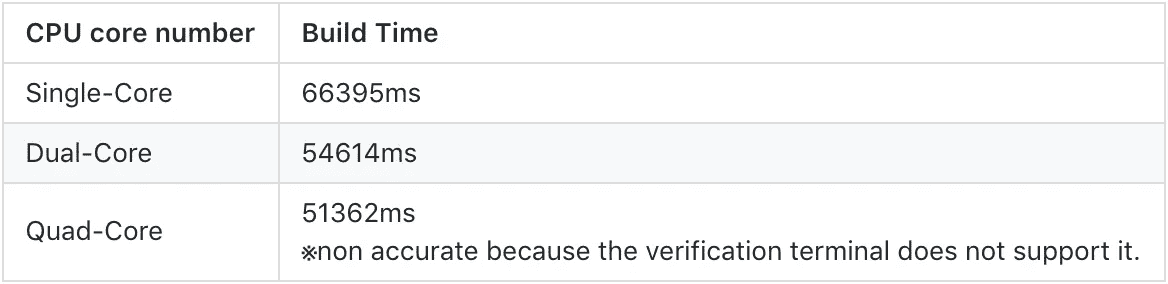 CPU core number Build Time
Single-Core 66395ms
Dual-Core 54614ms
Quad-Core 51362ms
※non accurate because the verification terminal does not support it.